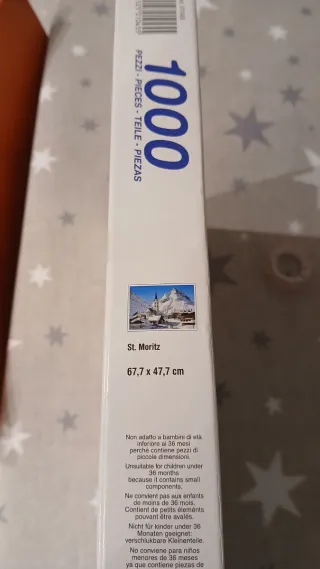 1000
PEZZI - PIECES - TEILE - PIEZAS
St. Moritz
67,7 x 47,7 cm
Non adatto a bambini di età
inferiore ai 36 mesi
perché contiene pezzi di
piccole dimensioni.
Unsuitable for children under
36 months
because it contains small
components.
Ne convient pas aux enfants
de moins de 36 mois.
Contient de petits éléments
pouvant être avalés.
Nicht für kinder under 36
Monaten geeignet:
verschlukbare Kleinenteile.
No conviene para niños
menores de 36 meses
ya que contiene piezas de